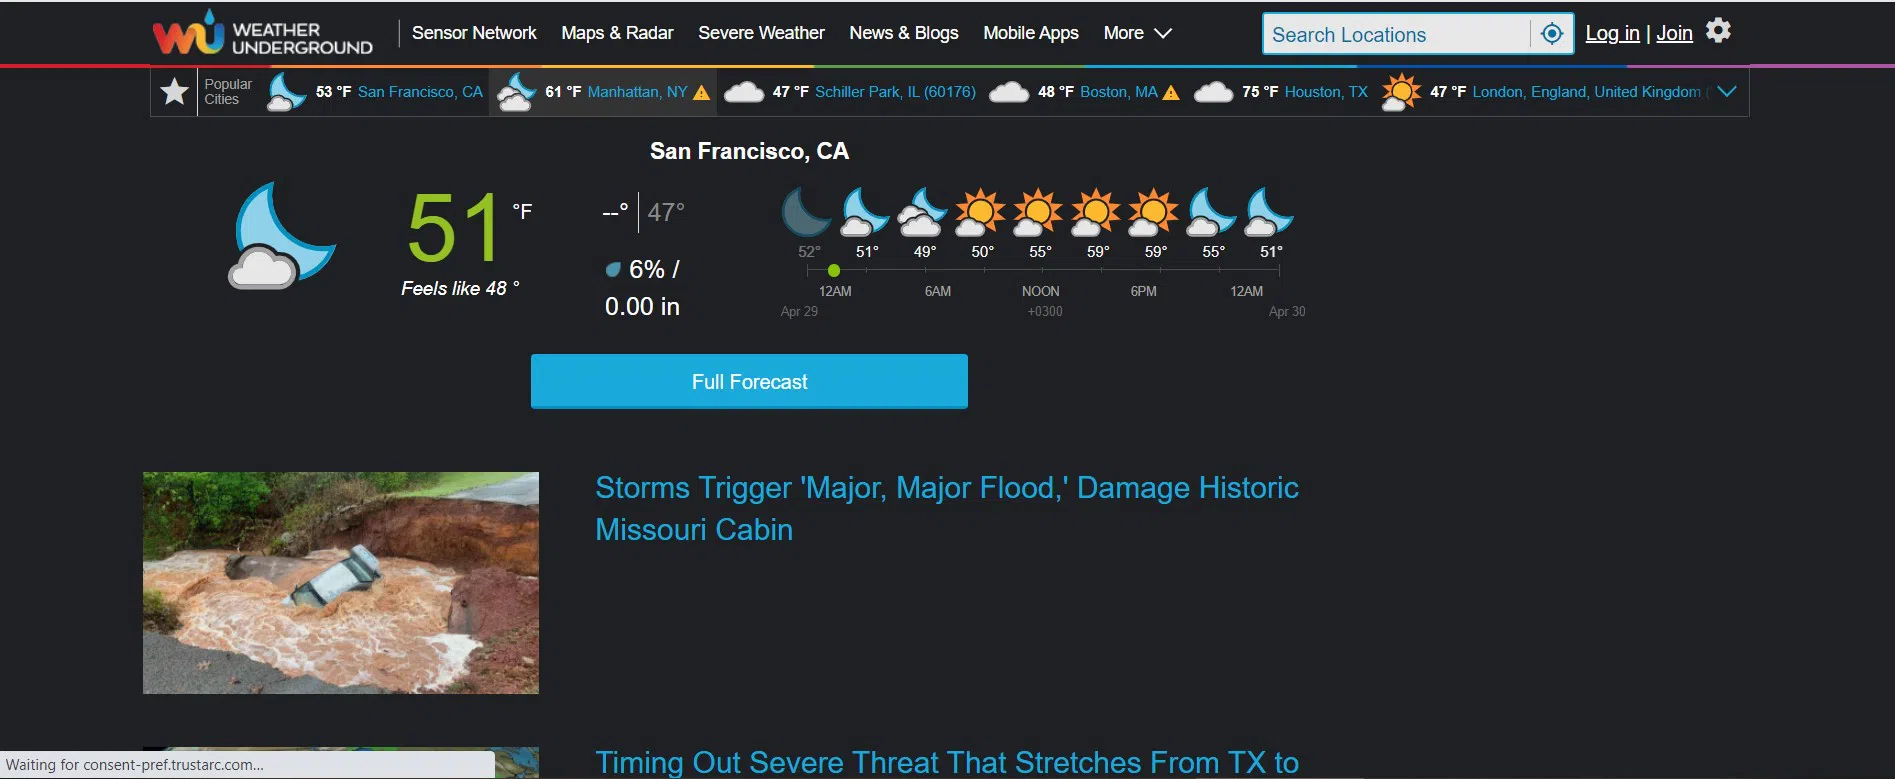 WU WEATHER UNDERGROUND
Sensor Network Maps & Radar Severe Weather News & Blogs Mobile Apps More
Search Locations
Log in | Join
Popular Cities
53 °F San Francisco, CA
61 °F Manhattan, NY
47 °F Schiller Park, IL (60176)
48 °F Boston, MA
75 °F Houston, TX
47 °F London, England, United Kingdom
San Francisco, CA
51 °F
Feels like 48 °
--° | 47°
6% /
0.00 in
52° 51° 49° 50° 55° 59° 59° 55° 51°
12AM 6AM NOON 6PM 12AM
Apr 29 +0300 Apr 30
Full Forecast
Storms Trigger 'Major, Major Flood,' Damage Historic
Missouri Cabin
Timing Out Severe Threat That Stretches From TX to
Waiting for consent-pref.trustarc.com...